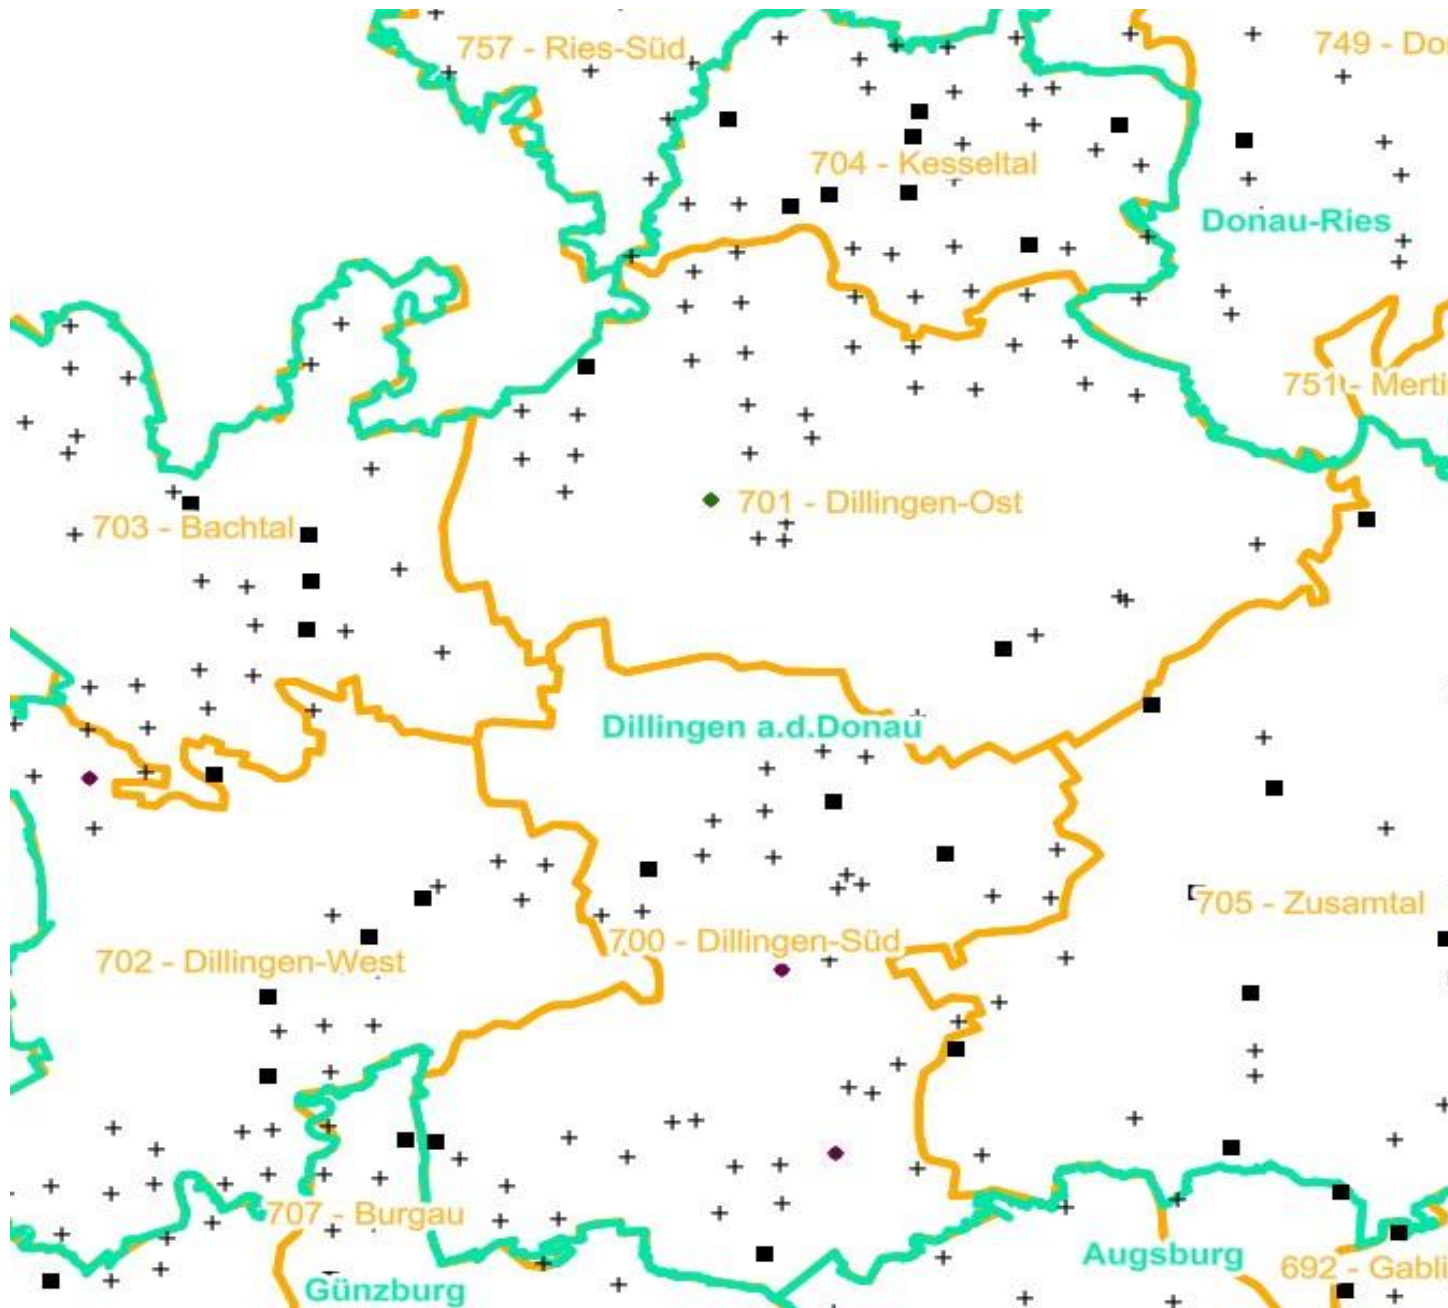 757 - Ries-Süd
749 - Do
704 - Kesseltal
Donau-Ries
751 - Merti
701 - Dillingen-Ost
703 - Bachtal
Dillingen a.d.Donau
705 - Zusamtal
700 - Dillingen-Süd
702 - Dillingen-West
707 - Burgau
Augsburg
692 - Gabli
Günzburg